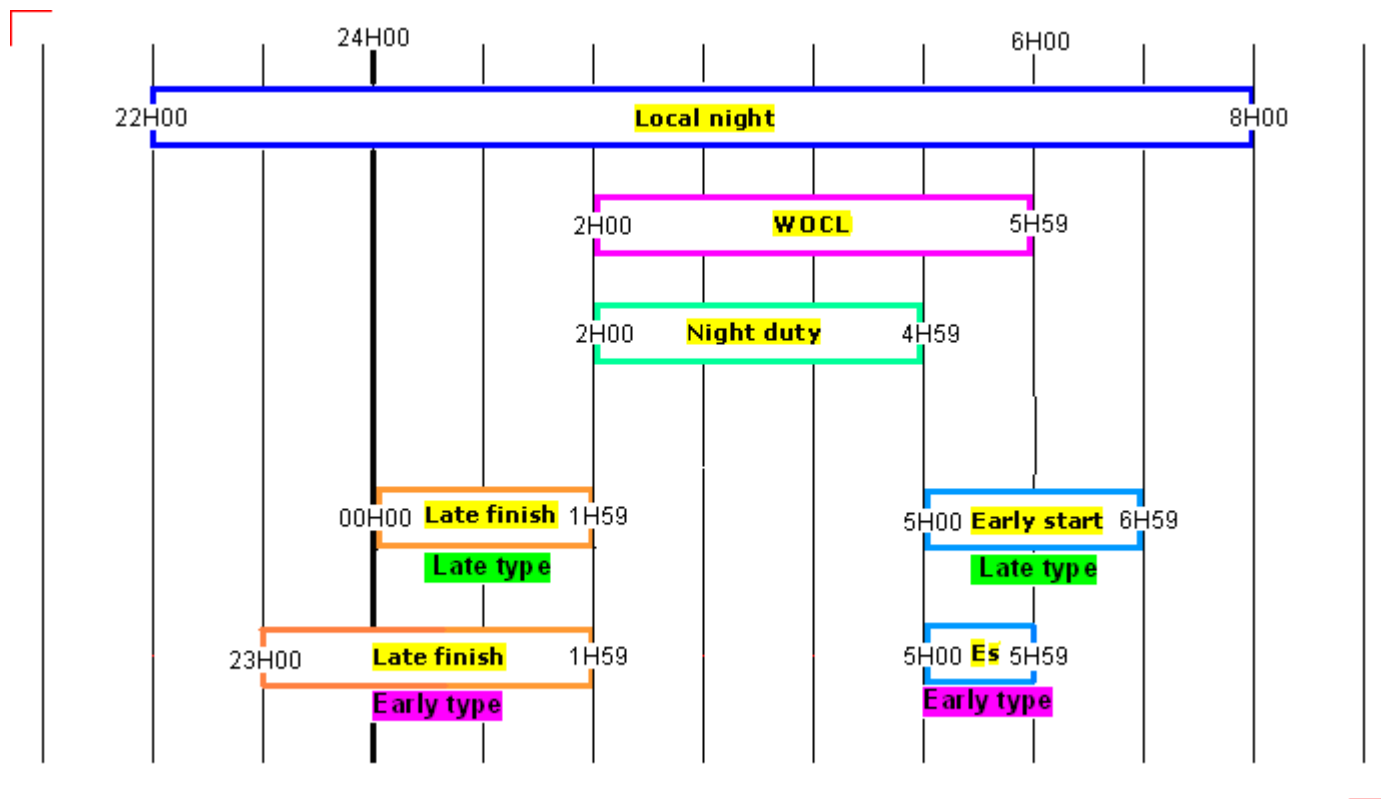 24H00
6H00
22H00 Local night 8H00
2H00 WOCL 5H59
2H00 Night duty 4H59
00H00 Late finish 1H59
5H00 Early start 6H59
Late type
Late type
23H00 Late finish 1H59
5H00 Es 5H59
Early type
Early type